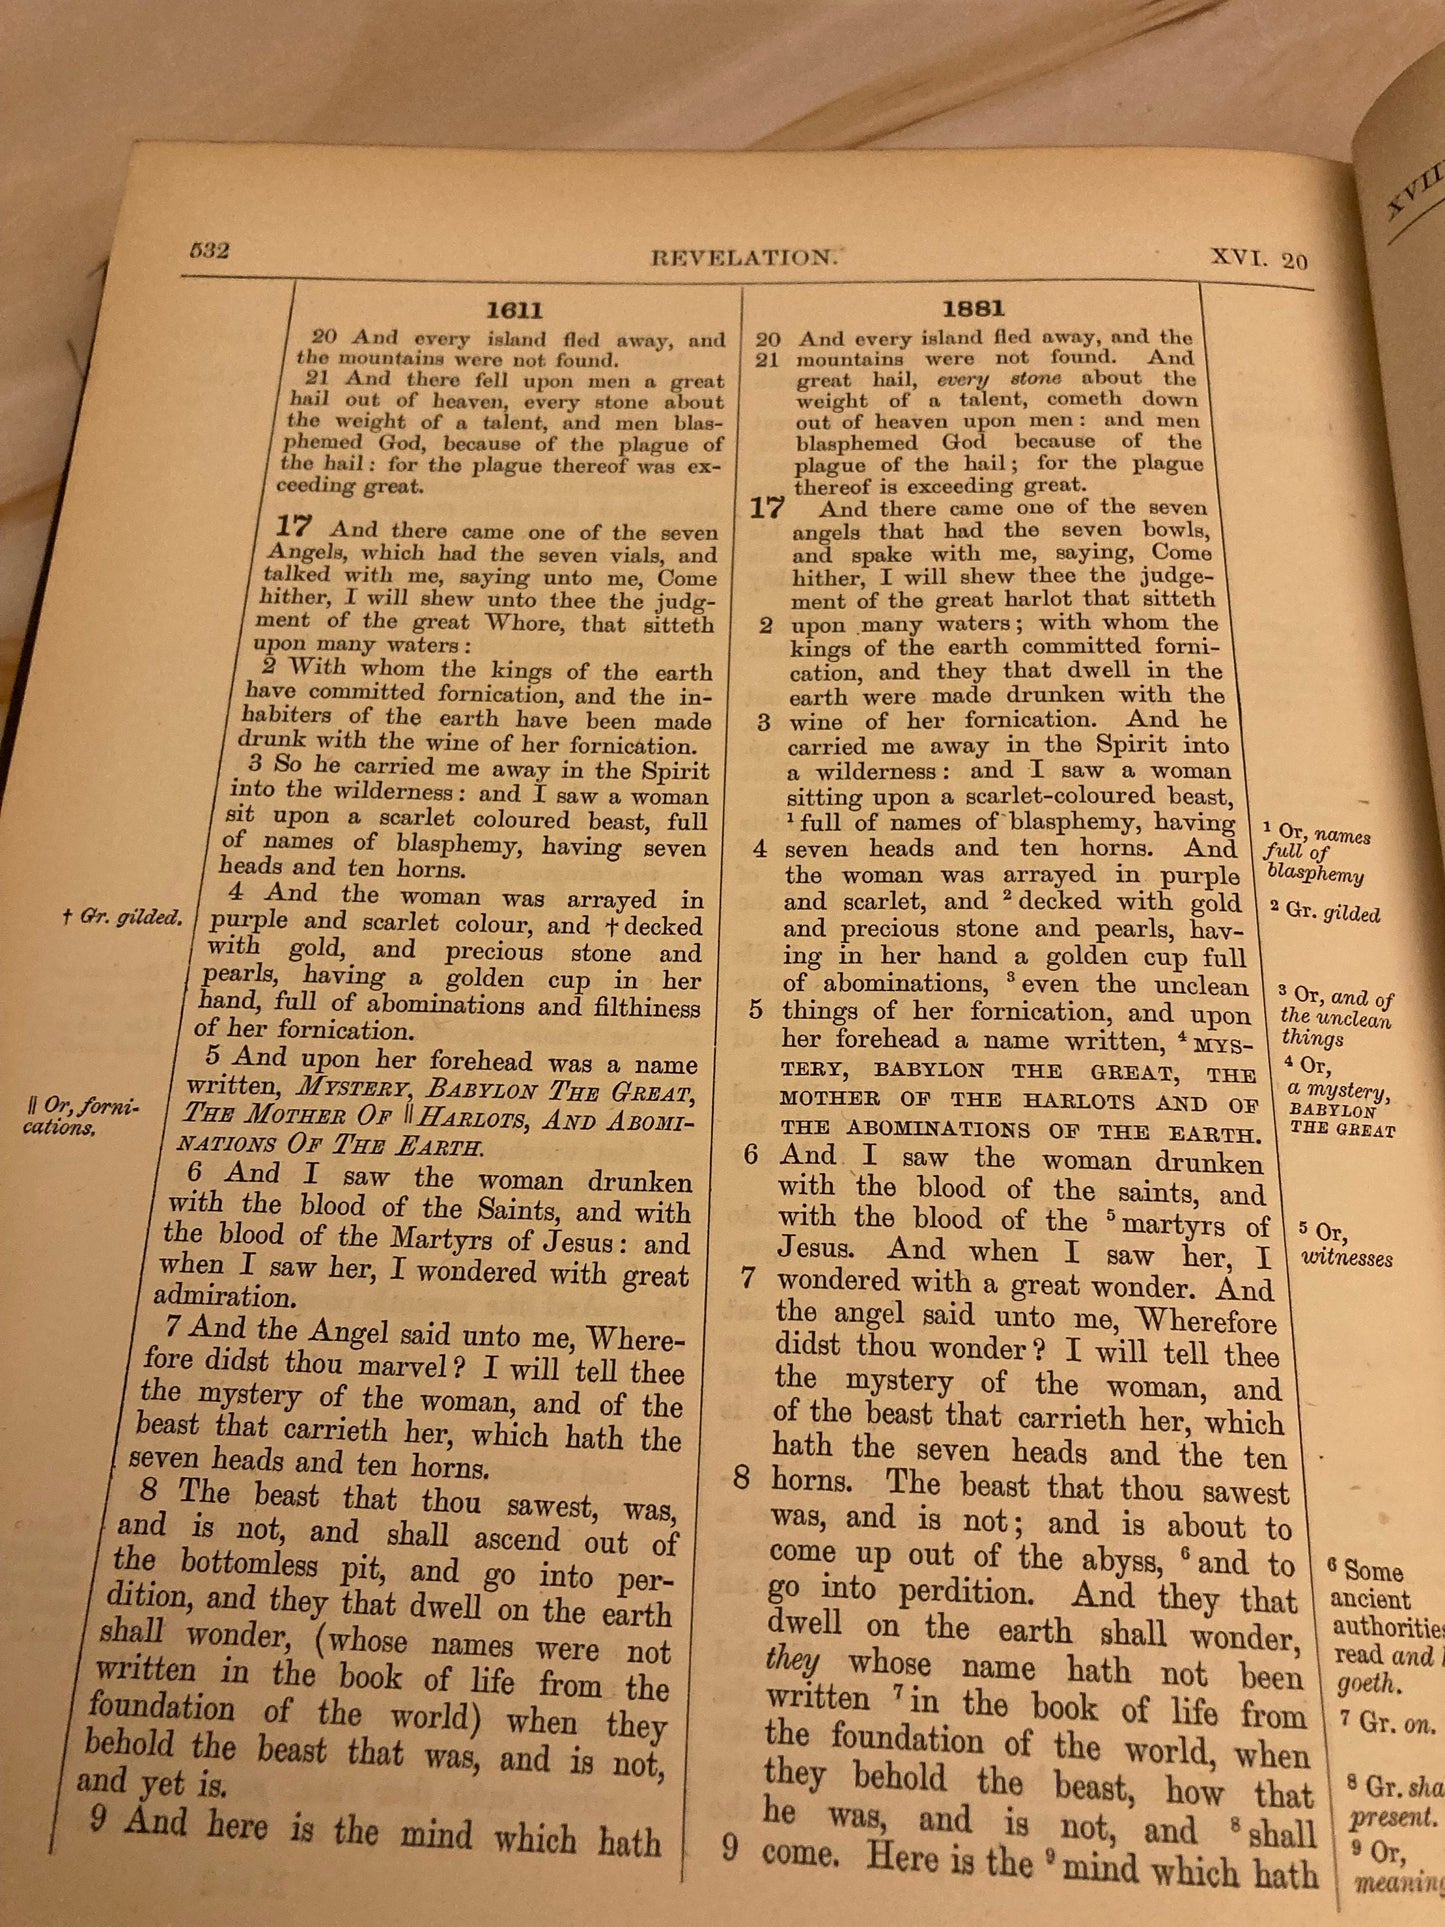 532
REVELATION.
XVI. 20
1611
20 And every island fled away, and
the mountains were not found.
21 And there fell upon men a great
hail out of heaven, every stone about
the weight of a talent, and men blas-
phemed God, because of the plague of
the hail: for the plague thereof was ex-
ceeding great.
17 And there came one of the seven
Angels, which had the seven vials, and
talked with me, saying unto me, Come
hither, I will shew unto thee the judg-
ment of the great Whore, that sitteth
upon many waters:
2 With whom the kings of the earth
have committed fornication, and the in-
habiters of the earth have been made
drunk with the wine of her fornication.
3 So he carried me away in the Spirit
into the wilderness: and I saw a woman
sit upon a scarlet coloured beast, full
of names of blasphemy, having seven
heads and ten horns.
4 And the woman was arrayed in
purple and scarlet colour, and †decked
with gold, and precious stone and
pearls, having a golden cup in her
hand, full of abominations and filthiness
of her fornication.
5 And upon her forehead was a name
written, MYSTERY, BABYLON THE GREAT,
THE MOTHER OF ‖HARLOTS, AND ABOMI-
NATIONS OF THE EARTH.
6 And I saw the woman drunken
with the blood of the Saints, and with
the blood of the Martyrs of Jesus: and
when I saw her, I wondered with great
admiration.
7 And the Angel said unto me, Where-
fore didst thou marvel? I will tell thee
the mystery of the woman, and of the
beast that carrieth her, which hath the
seven heads and ten horns.
8 The beast that thou sawest, was,
and is not, and shall ascend out of
the bottomless pit, and go into per-
dition, and they that dwell on the earth
shall wonder, (whose names were not
written in the book of life from the
foundation of the world) when they
behold the beast that was, and is not,
and yet is.
9 And here is the mind which hath
† Gr. gilded.
‖ Or, forni-
cations.
1881
20 And every island fled away, and the
21 mountains were not found. And
great hail, every stone about the
weight of a talent, cometh down
out of heaven upon men: and men
blasphemed God because of the
plague of the hail; for the plague
thereof is exceeding great.
17 And there came one of the seven
angels that had the seven bowls,
and spake with me, saying, Come
hither, I will shew thee the judge-
ment of the great harlot that sitteth
2 upon many waters; with whom the
kings of the earth committed forni-
cation, and they that dwell in the
earth were made drunken with the
3 wine of her fornication. And he
carried me away in the Spirit into
a wilderness: and I saw a woman
sitting upon a scarlet-coloured beast,
¹full of names of blasphemy, having
4 seven heads and ten horns. And
the woman was arrayed in purple
and scarlet, and ²decked with gold
and precious stone and pearls, hav-
ing in her hand a golden cup full
of abominations, ³even the unclean
5 things of her fornication, and upon
her forehead a name written, ⁴MYS-
TERY, BABYLON THE GREAT, THE
MOTHER OF THE HARLOTS AND OF
THE ABOMINATIONS OF THE EARTH.
6 And I saw the woman drunken
with the blood of the saints, and
with the blood of the ⁵martyrs of
Jesus. And when I saw her, I
7 wondered with a great wonder. And
the angel said unto me, Wherefore
didst thou wonder? I will tell thee
the mystery of the woman, and
of the beast that carrieth her, which
hath the seven heads and the ten
8 horns. The beast that thou sawest
was, and is not; and is about to
come up out of the abyss, ⁶and to
go into perdition. And they that
dwell on the earth shall wonder,
they whose name hath not been
written ⁷in the book of life from
the foundation of the world, when
they behold the beast, how that
he was, and is not, and ⁸shall
9 come. Here is the ⁹mind which hath
¹ Or, names
full of
blasphemy
² Gr. gilded
³ Or, and of
the unclean
things
⁴ Or,
a mystery,
BABYLON
THE GREAT
⁵ Or,
witnesses
⁶ Some
ancient
authorities
read and
goeth.
⁷ Gr. on.
⁸ Gr.
present.
⁹ Or,
meaning